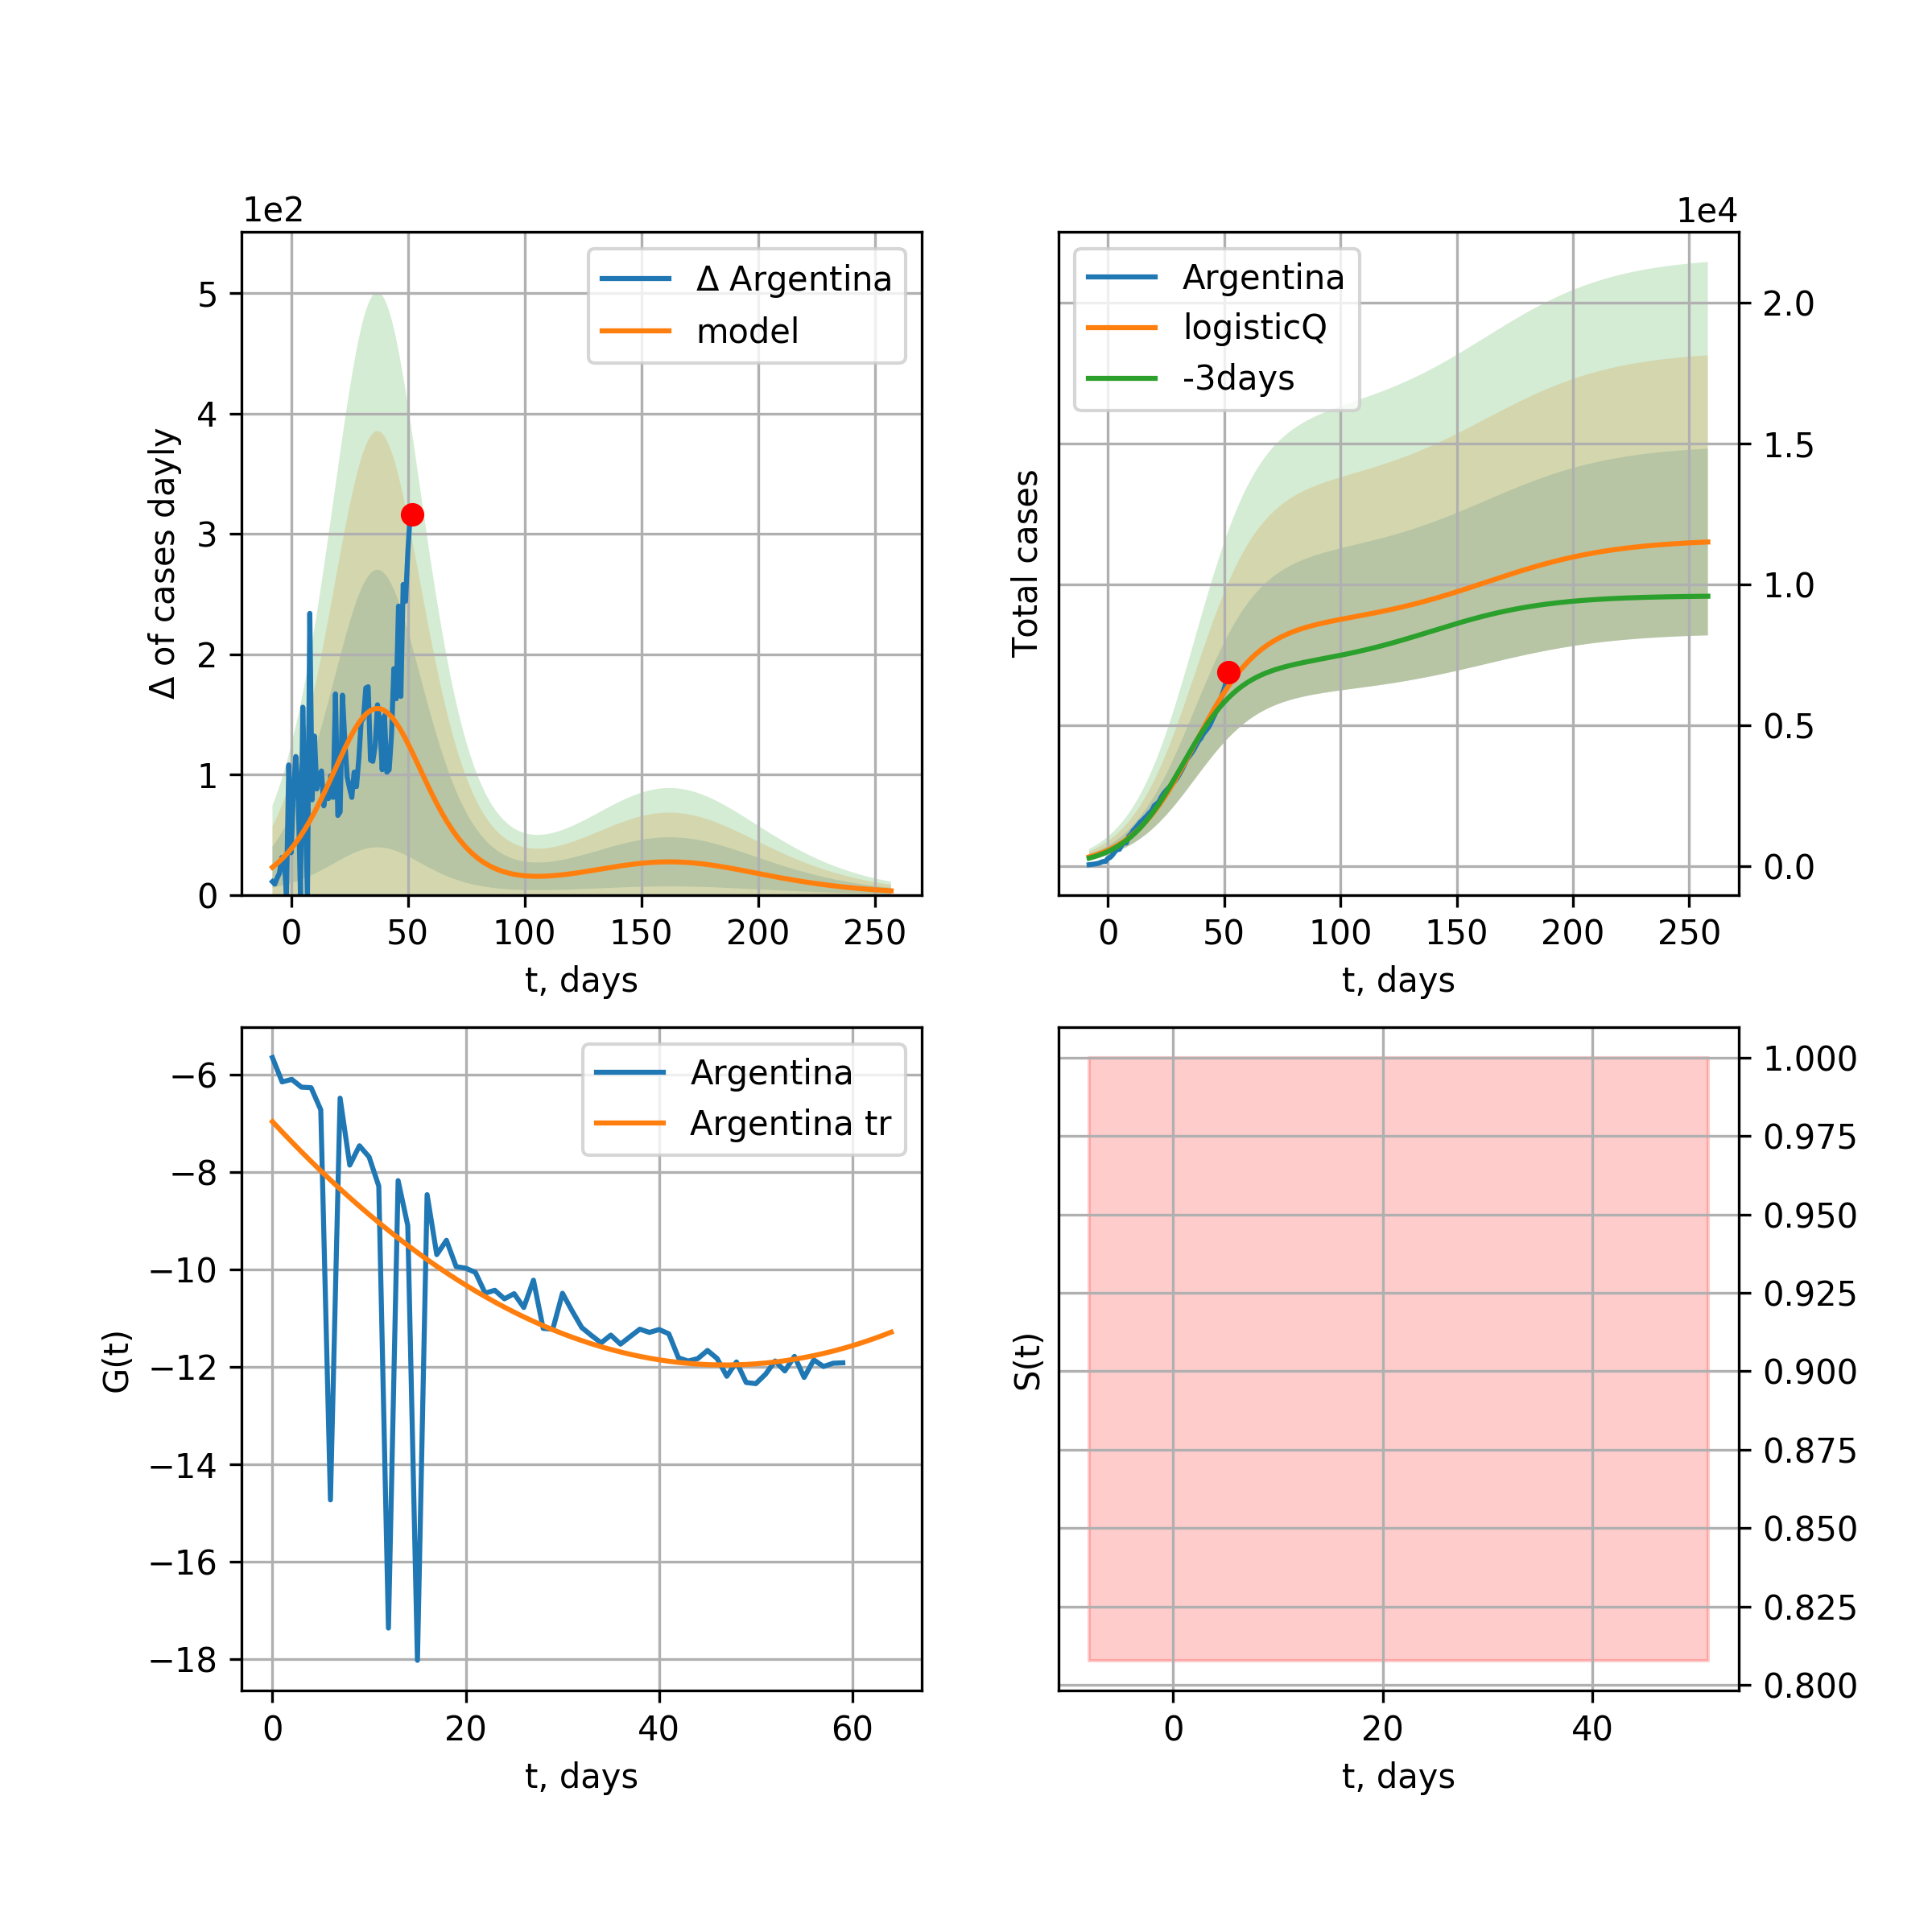 1e2
Δ of cases dayly
5
4
3
2
1
0
Δ Argentina
model
0 50 100 150 200 250
t, days
1e4
Total cases
Argentina
logisticQ
-3days
2.0
1.5
1.0
0.5
0.0
0 50 100 150 200 250
t, days
G(t)
−6
−8
−10
−12
−14
−16
−18
Argentina
Argentina tr
0 20 40 60
t, days
S(t)
1.000
0.975
0.950
0.925
0.900
0.875
0.850
0.825
0.800
0 20 40
t, days